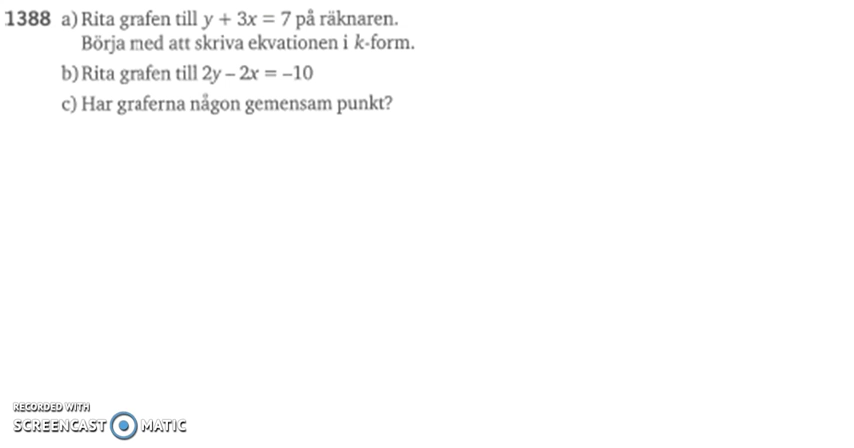 1388 a) Rita grafen till y + 3x = 7 på räknaren.
Börja med att skriva ekvationen i k-form.
b) Rita grafen till 2y – 2x = –10
c) Har graferna någon gemensam punkt?
RECORDED WITH
SCREENCAST MATIC